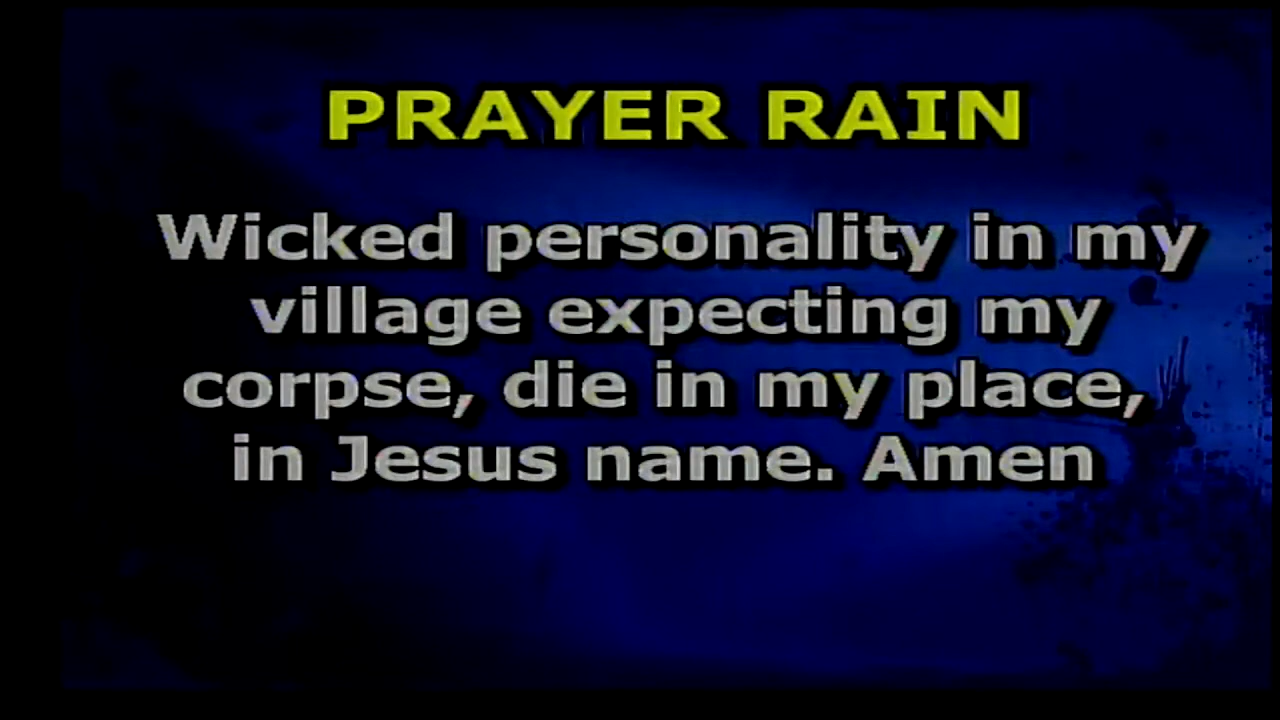 PRAYER RAIN
Wicked personality in my
village expecting my
corpse, die in my place,
in Jesus name. Amen